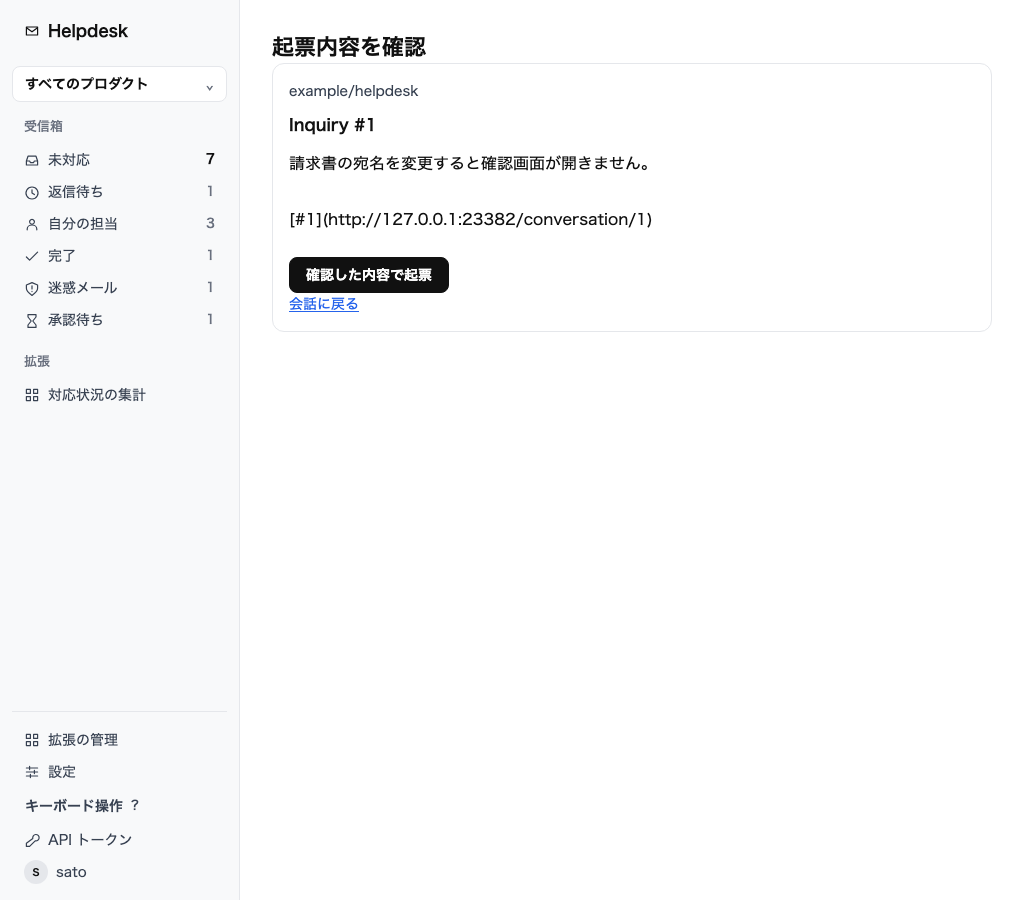 Helpdesk
すべてのプロダクト
受信箱
未対応 7
返信待ち 1
自分の担当 3
完了 1
迷惑メール 1
承認待ち 1
拡張
対応状況の集計
拡張の管理
設定
キーボード操作 ?
API トークン
S sato
起票内容を確認
example/helpdesk
Inquiry #1
請求書の宛名を変更すると確認画面が開きません。
[#1](http://127.0.0.1:23382/conversation/1)
確認した内容で起票
会話に戻る